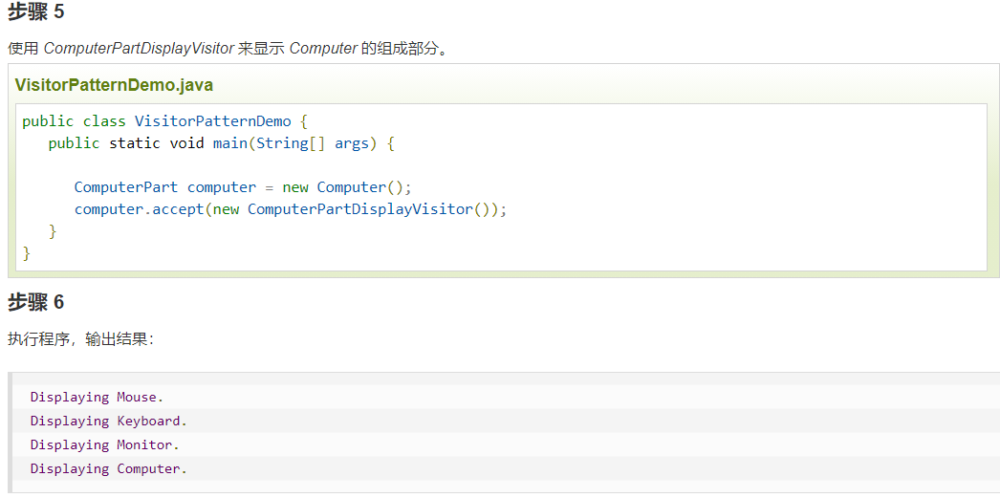 步骤 5
使用 ComputerPartDisplayVisitor 来显示 Computer 的组成部分。
VisitorPatternDemo.java
public class VisitorPatternDemo {
   public static void main(String[] args) {

      ComputerPart computer = new Computer();
      computer.accept(new ComputerPartDisplayVisitor());
   }
}
步骤 6
执行程序，输出结果：
Displaying Mouse.
Displaying Keyboard.
Displaying Monitor.
Displaying Computer.